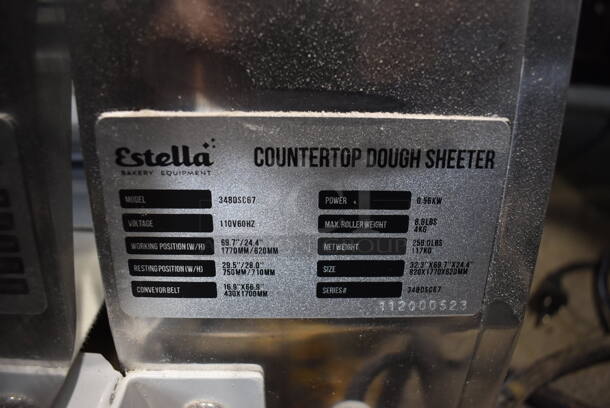 Estella
BAKERY EQUIPMENT
COUNTERTOP DOUGH SHEETER
MODEL 348DSC67
VOLTAGE 110V60HZ
WORKING POSITION (W/H) 69.7"/24.4"
1770MM/620MM
RESTING POSITION (W/H) 29.5"/28.0"
750MM/710MM
CONVEYOR BELT 16.9"X66.9"
430X1700MM
POWER 0.56KW
MAX. ROLLER WEIGHT 8.8LBS
4KG
NET WEIGHT 258.0LBS
117KG
SIZE 32.3"X69.7"X24.4"
820X1770X620MM
SERIES# 348DSC67
112000523